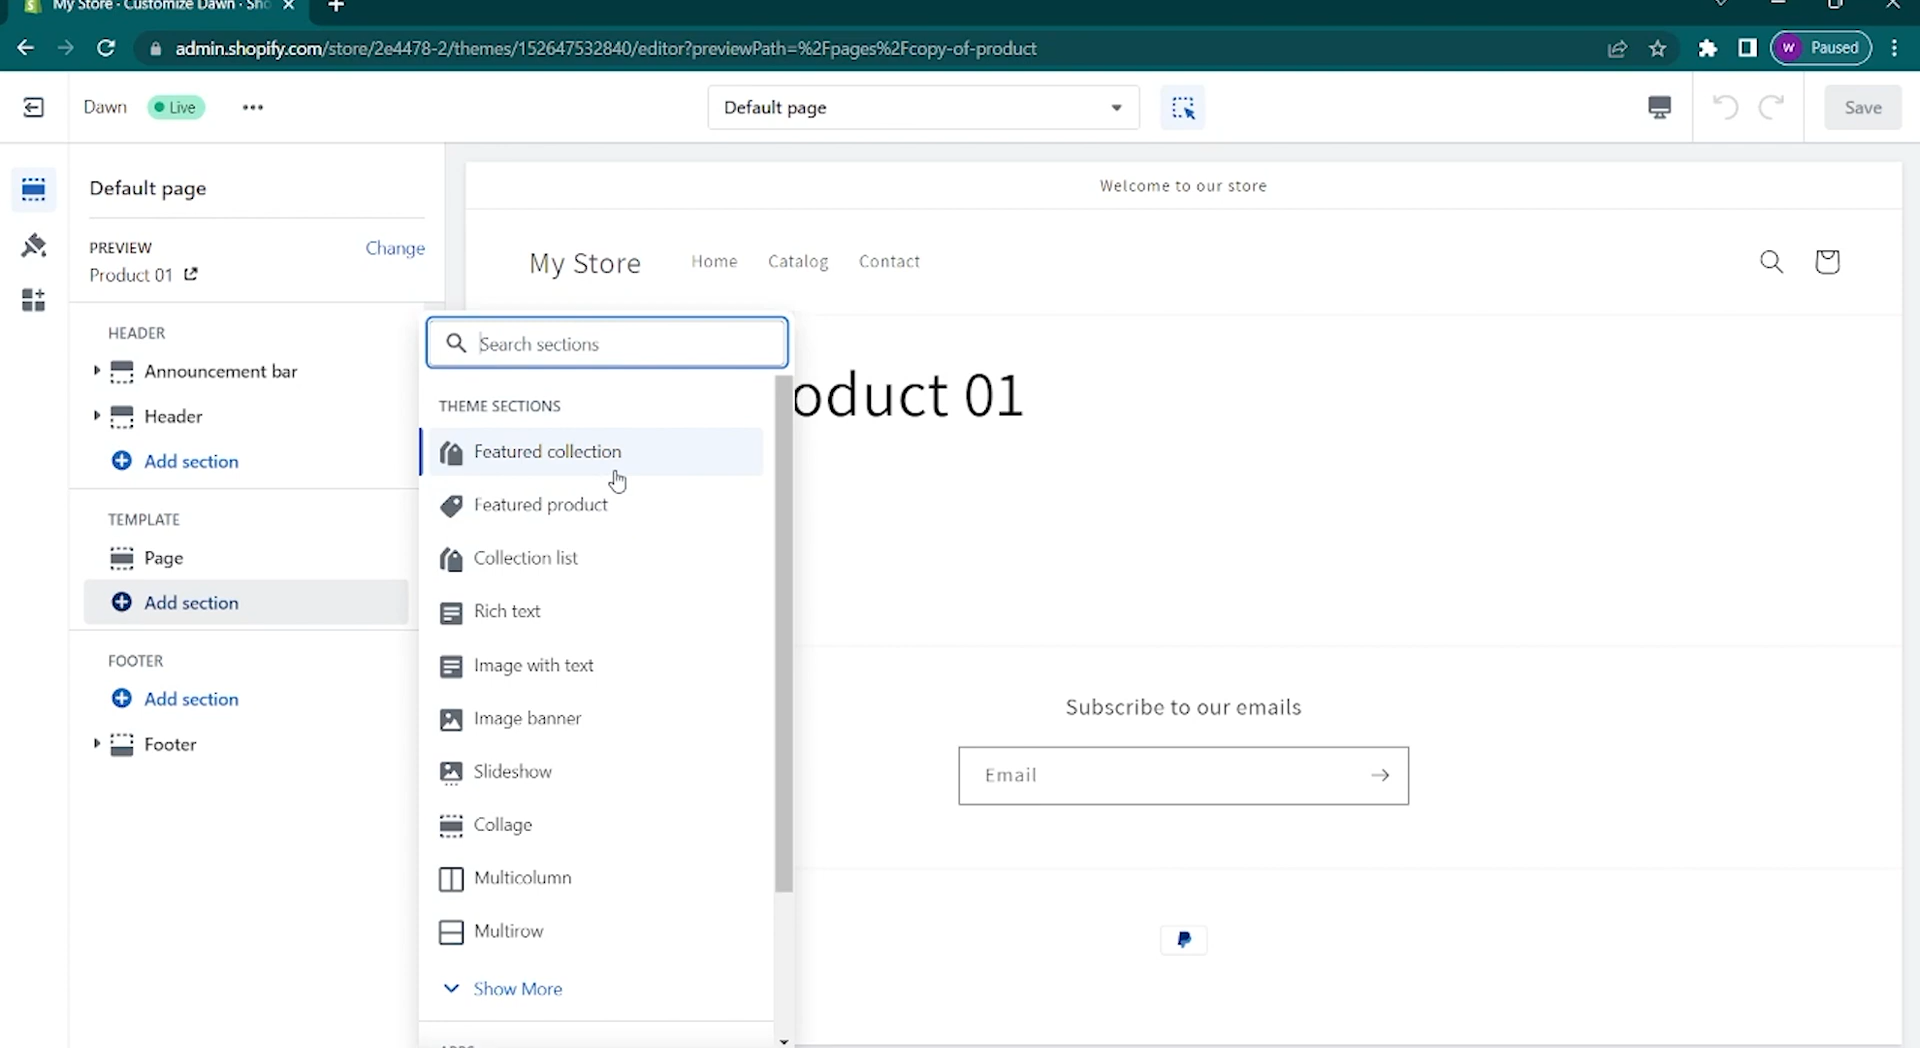 My Store · Customize Dawn · Sho
admin.shopify.com/store/2e4478-2/themes/152647532840/editor?previewPath=%2Fpages%2Fcopy-of-product
W Paused
Dawn
Live
Default page
Save
Default page
PREVIEW
Change
Product 01
HEADER
Announcement bar
Header
Add section
TEMPLATE
Page
Add section
FOOTER
Add section
Footer
Search sections
THEME SECTIONS
Featured collection
Featured product
Collection list
Rich text
Image with text
Image banner
Slideshow
Collage
Multicolumn
Multirow
Show More
Welcome to our store
My Store
Home
Catalog
Contact
oduct 01
Subscribe to our emails
Email